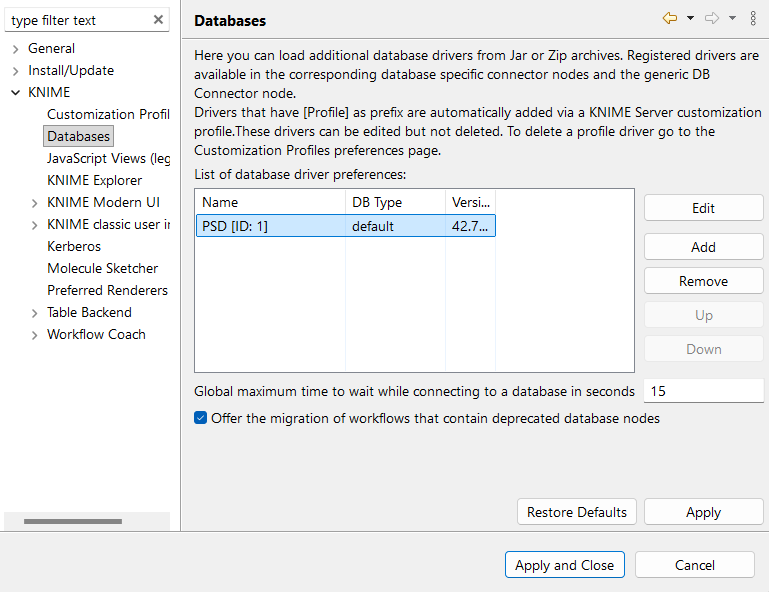 type filter text
General
Install/Update
KNIME
Customization Profil
Databases
JavaScript Views (leg
KNIME Explorer
KNIME Modern UI
KNIME classic user in
Kerberos
Molecule Sketcher
Preferred Renderers
Table Backend
Workflow Coach
Databases
Here you can load additional database drivers from Jar or Zip archives. Registered drivers are
available in the corresponding database specific connector nodes and the generic DB
Connector node.
Drivers that have [Profile] as prefix are automatically added via a KNIME Server customization
profile.These drivers can be edited but not deleted. To delete a profile driver go to the
Customization Profiles preferences page.
List of database driver preferences:
Name DB Type Versi...
PSD [ID: 1] default 42.7...
Edit
Add
Remove
Up
Down
Global maximum time to wait while connecting to a database in seconds 15
Offer the migration of workflows that contain deprecated database nodes
Restore Defaults Apply
Apply and Close Cancel